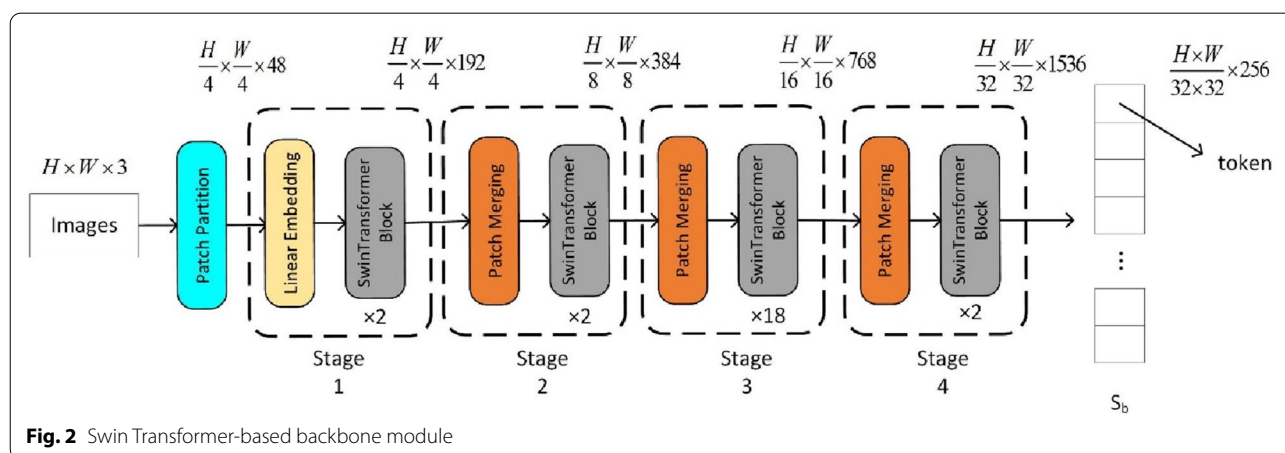 H/4 × W/4 × 48
H/4 × W/4 × 192
H/8 × W/8 × 384
H/16 × W/16 × 768
H/32 × W/32 × 1536
H×W/32×32 × 256
H × W × 3
Images
Patch Partition
Linear Embedding
SwinTransformer
Block
×2
Stage
1
Patch Merging
SwinTransformer
Block
×2
Stage
2
Patch Merging
SwinTransformer
Block
×18
Stage
3
Patch Merging
SwinTransformer
Block
×2
Stage
4
token
...
S_b
Fig. 2 Swin Transformer-based backbone module